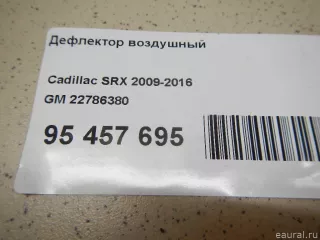 Дефлектор воздушный
Cadillac SRX 2009-2016
GM 22786380
95 457 695
eaural.ru